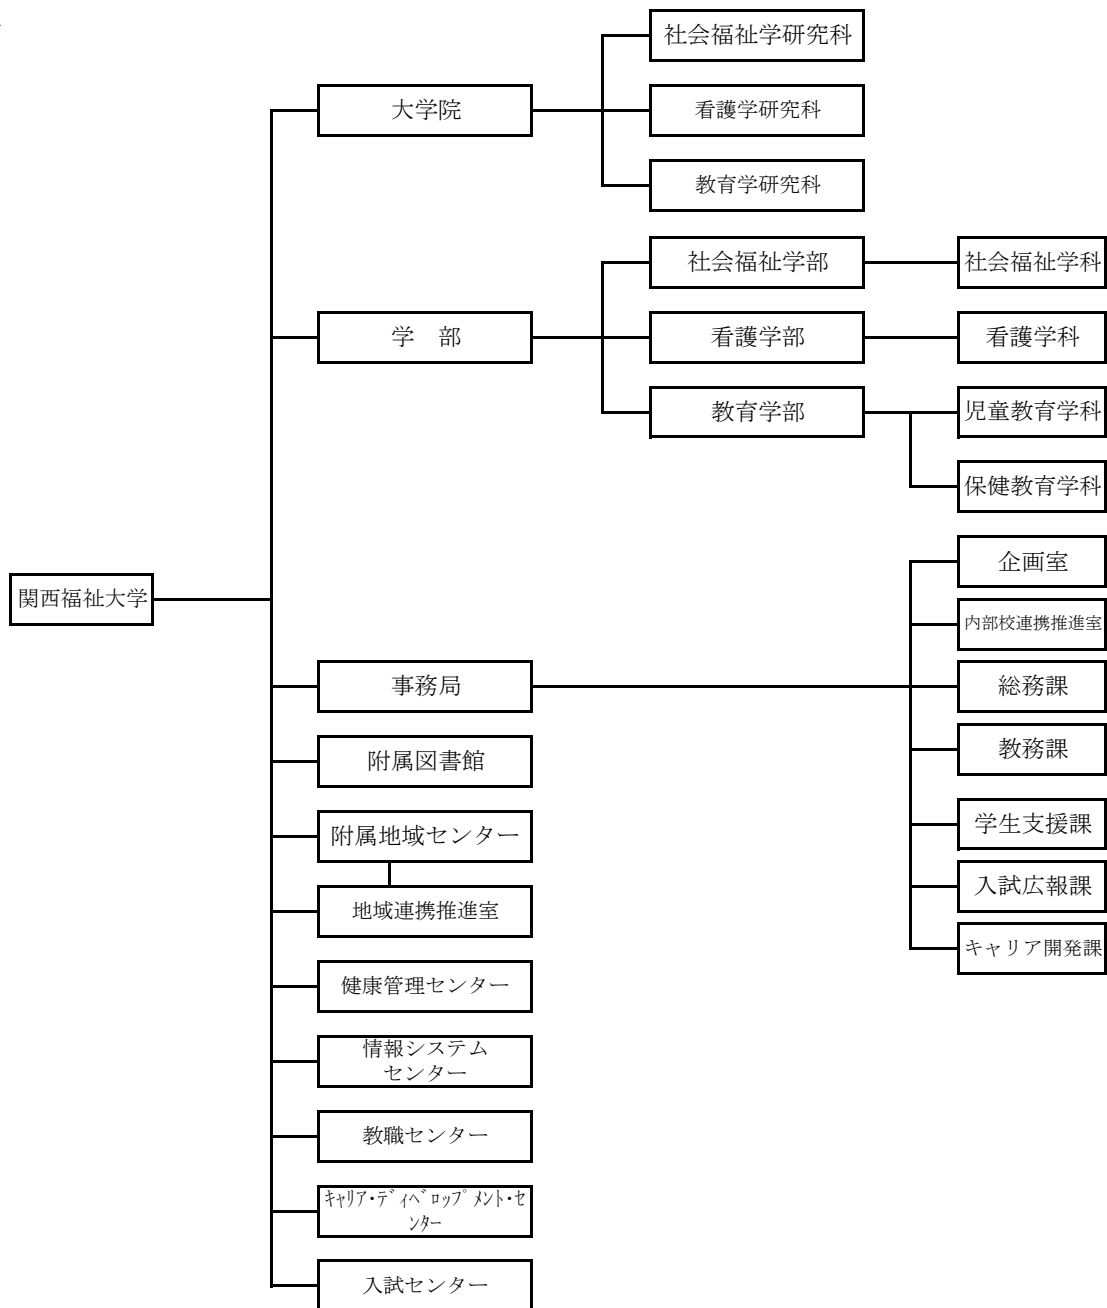 社会福祉学研究科
大学院
看護学研究科
教育学研究科
社会福祉学部
社会福祉学科
学　部
看護学部
看護学科
教育学部
児童教育学科
保健教育学科
企画室
関西福祉大学
内部校連携推進室
事務局
総務課
附属図書館
教務課
附属地域センター
学生支援課
地域連携推進室
入試広報課
キャリア開発課
健康管理センター
情報システム
センター
教職センター
ｷｬﾘｱ・ﾃﾞｨﾍﾞﾛｯﾌﾟﾒﾝﾄ・ｾ
ﾝﾀｰ
入試センター